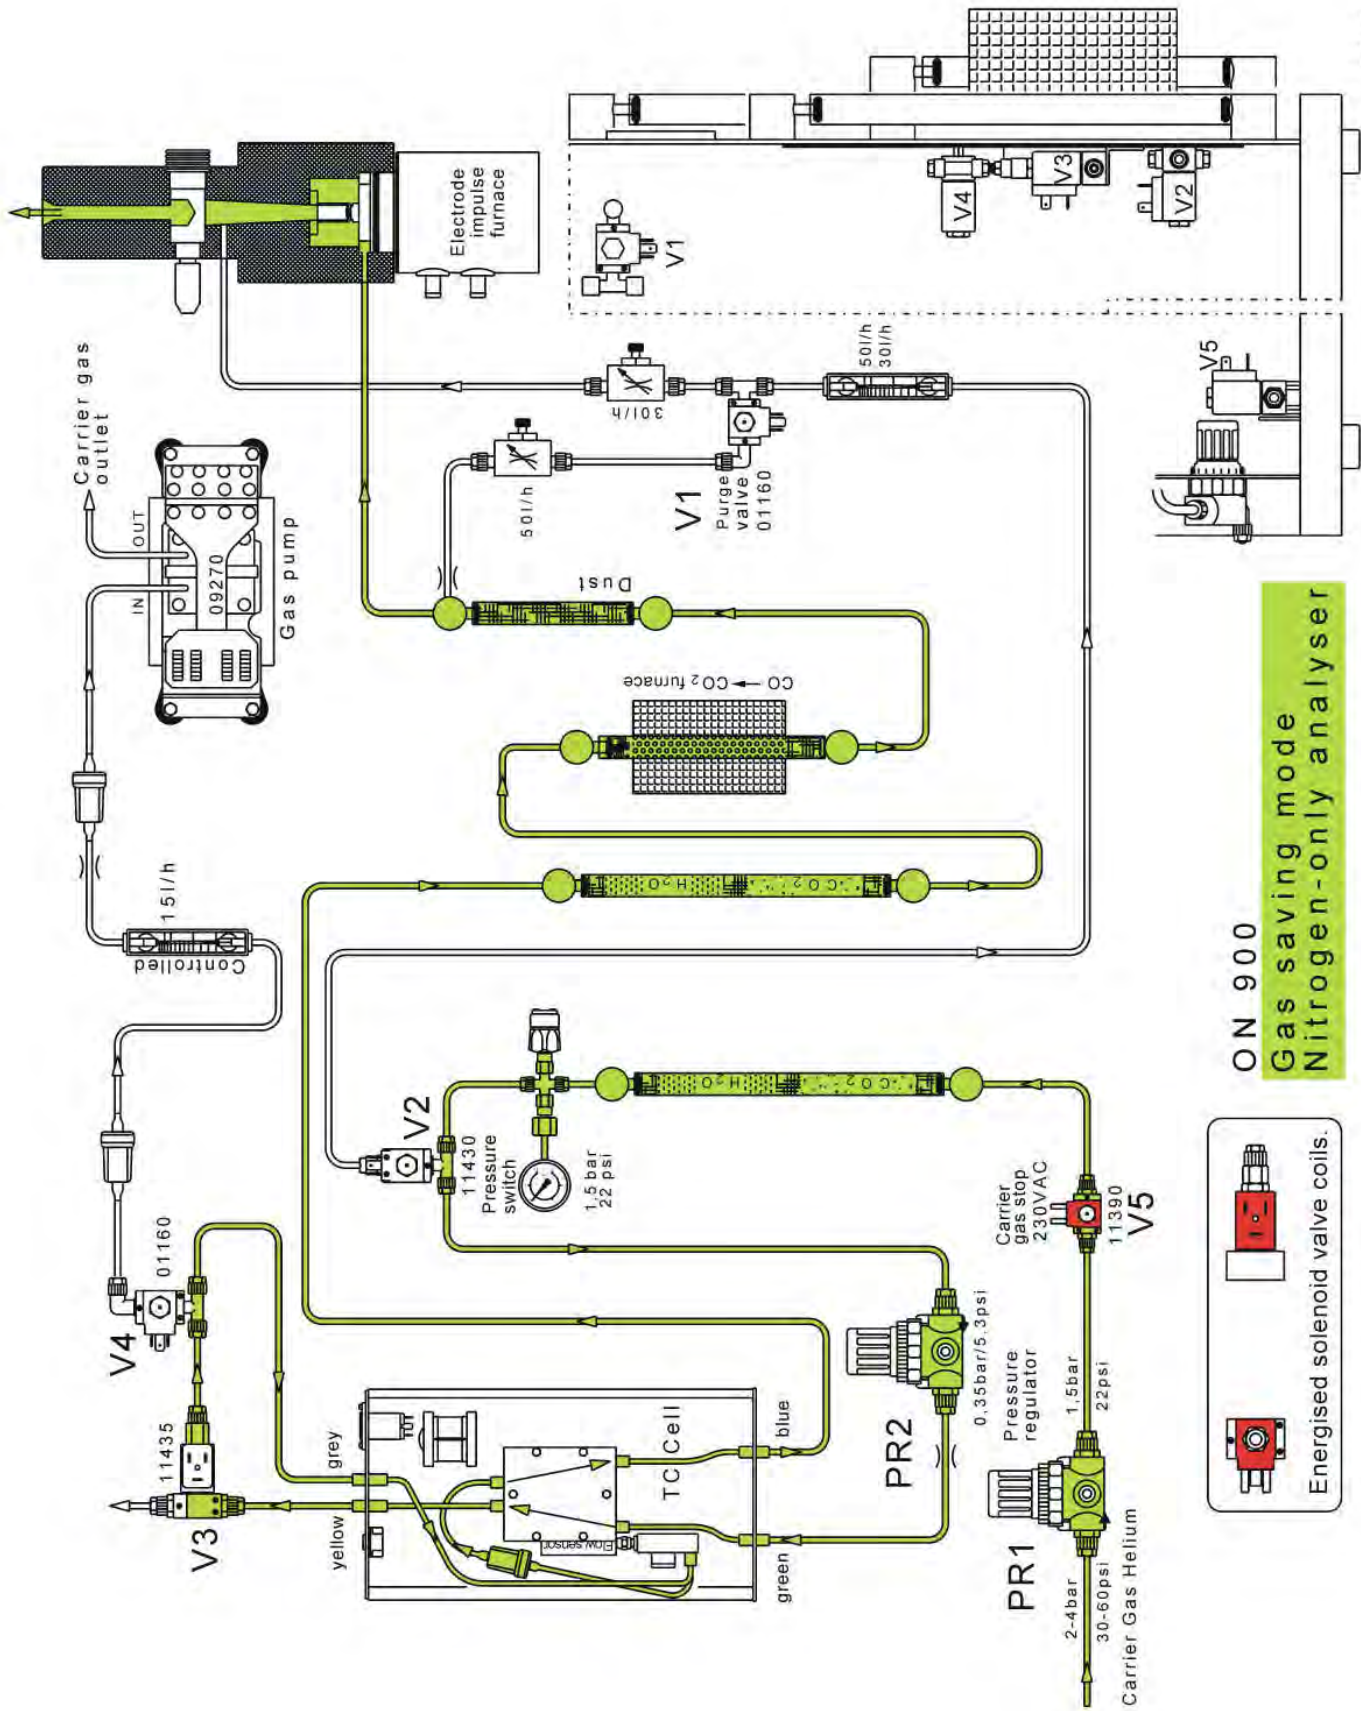 ON 900
Gas saving mode
Nitrogen-only analyser
Carrier gas
outlet
IN
OUT
09270
Gas pump
Electrode
impulse
furnace
15l/h
Controlled
50l/h
30l/h
V1
Purge
valve
01160
50l/h
30l/h
Dust
CO
CO2 furnace
H2O
CO2
V2
11430
Pressure
switch
1,5 bar
22 psi
H2O
CO2
V4
01160
V3
11435
yellow
grey
TC Cell
Flow sensor
green
blue
PR2
0,35bar/5,3psi
Carrier
gas stop
230VAC
11390
V5
PR1
Pressure
regulator
1,5bar
22psi
2-4bar
30-60psi
Carrier Gas Helium
V1
V4
V3
V2
V5
Energised solenoid valve coils.